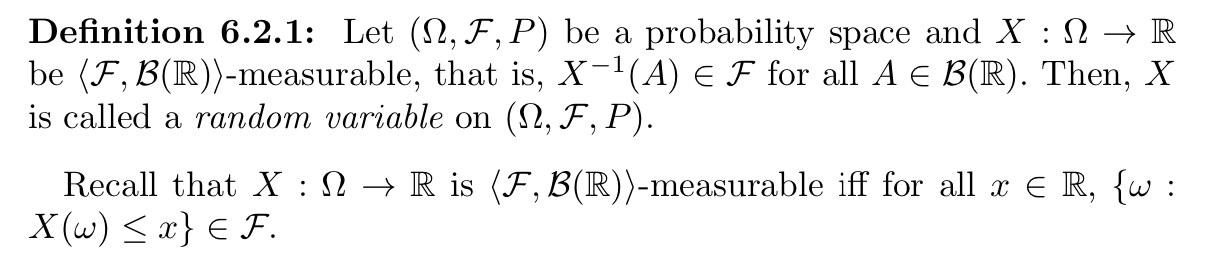 Definition 6.2.1: Let (Ω, ℱ, P) be a probability space and X : Ω → ℝ
be ⟨ℱ, ℬ(ℝ)⟩-measurable, that is, X⁻¹(A) ∈ ℱ for all A ∈ ℬ(ℝ). Then, X
is called a random variable on (Ω, ℱ, P).
Recall that X : Ω → ℝ is ⟨ℱ, ℬ(ℝ)⟩-measurable iff for all x ∈ ℝ, {ω :
X(ω) ≤ x} ∈ ℱ.